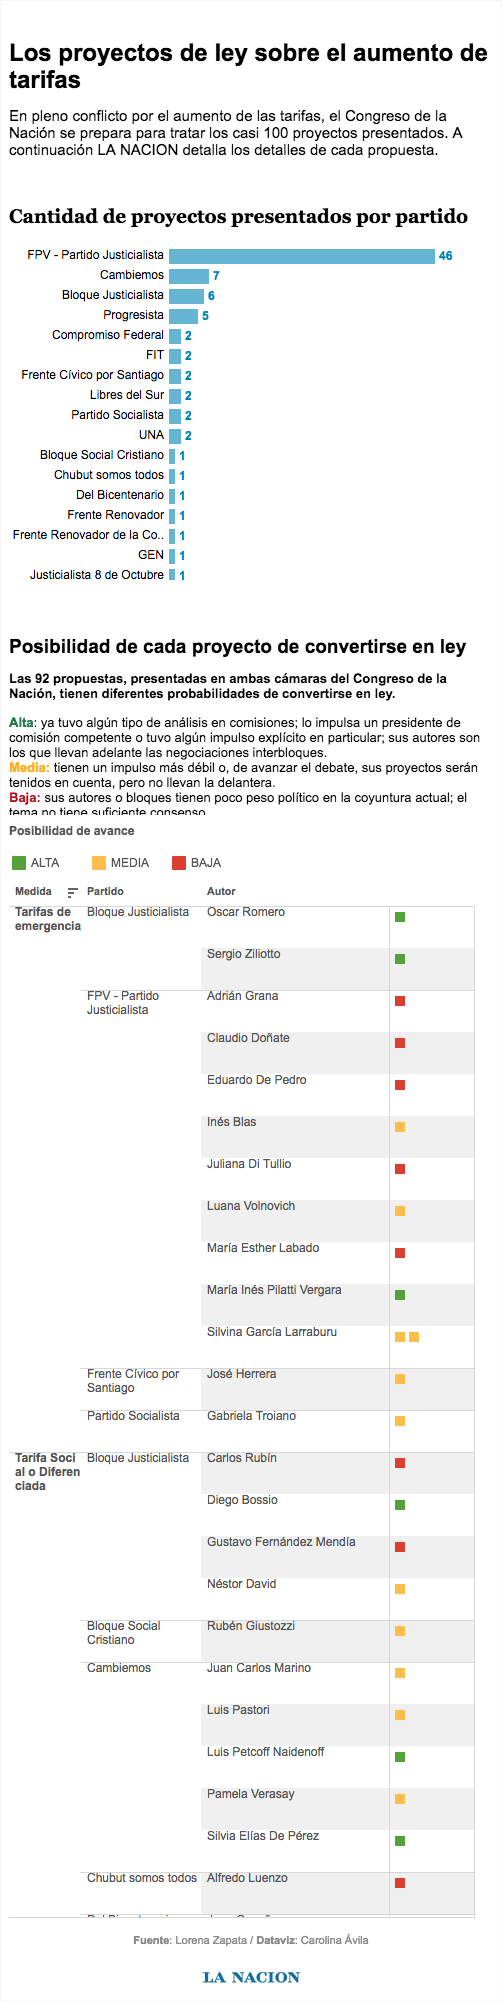 Los proyectos de ley sobre el aumento de
tarifas
En pleno conflicto por el aumento de las tarifas, el Congreso de la
Nación se prepara para tratar los casi 100 proyectos presentados. A
continuación LA NACION detalla los detalles de cada propuesta.
Cantidad de proyectos presentados por partido
FPV - Partido Justicialista 46
Cambiemos 7
Bloque Justicialista 6
Progresista 5
Compromiso Federal 2
FIT 2
Frente Cívico por Santiago 2
Libres del Sur 2
Partido Socialista 2
UNA 2
Bloque Social Cristiano 1
Chubut somos todos 1
Del Bicentenario 1
Frente Renovador 1
Frente Renovador de la Co.. 1
GEN 1
Justicialista 8 de Octubre 1
Posibilidad de cada proyecto de convertirse en ley
Las 92 propuestas, presentadas en ambas cámaras del Congreso de la
Nación, tienen diferentes probabilidades de convertirse en ley.
Alta: ya tuvo algún tipo de análisis en comisiones; lo impulsa un presidente de
comisión competente o tuvo algún impulso explícito en particular; sus autores son
los que llevan adelante las negociaciones interbloques.
Media: tienen un impulso más débil o, de avanzar el debate, sus proyectos serán
tenidos en cuenta, pero no llevan la delantera.
Baja: sus autores o bloques tienen poco peso político en la coyuntura actual; el
tema no tiene suficiente consenso
Posibilidad de avance
ALTA MEDIA BAJA
Medida Partido Autor
Tarifas de Bloque Justicialista Oscar Romero
emergencia
Sergio Ziliotto
FPV - Partido Adrián Grana
Justicialista
Claudio Doñate
Eduardo De Pedro
Inés Blas
Juliana Di Tullio
Luana Volnovich
María Esther Labado
María Inés Pilatti Vergara
Silvina García Larraburu
Frente Cívico por José Herrera
Santiago
Partido Socialista Gabriela Troiano
Tarifa Soci Bloque Justicialista Carlos Rubín
al o Diferen
ciada
Diego Bossio
Gustavo Fernández Mendía
Néstor David
Bloque Social Rubén Giustozzi
Cristiano
Cambiemos Juan Carlos Marino
Luis Pastori
Luis Petcoff Naidenoff
Pamela Verasay
Silvia Elías De Pérez
Chubut somos todos Alfredo Luenzo
Fuente: Lorena Zapata / Dataviz: Carolina Ávila
LA NACION